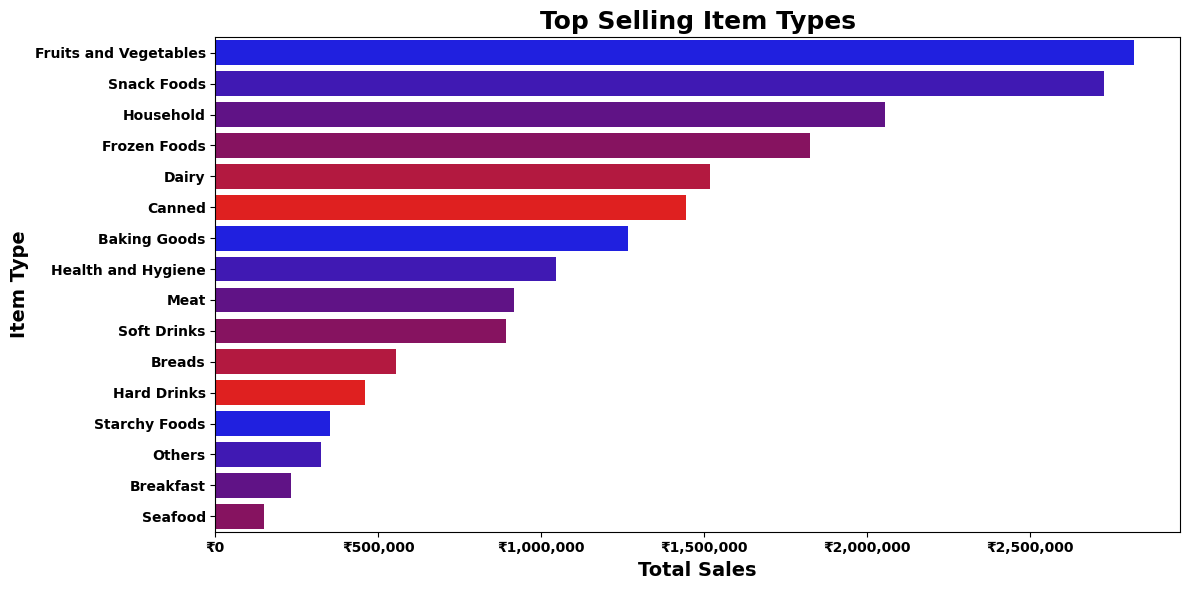 Top Selling Item Types
Fruits and Vegetables
Snack Foods
Household
Frozen Foods
Dairy
Canned
Baking Goods
Health and Hygiene
Meat
Soft Drinks
Breads
Hard Drinks
Starchy Foods
Others
Breakfast
Seafood
Item Type
₹0 ₹500,000 ₹1,000,000 ₹1,500,000 ₹2,000,000 ₹2,500,000
Total Sales